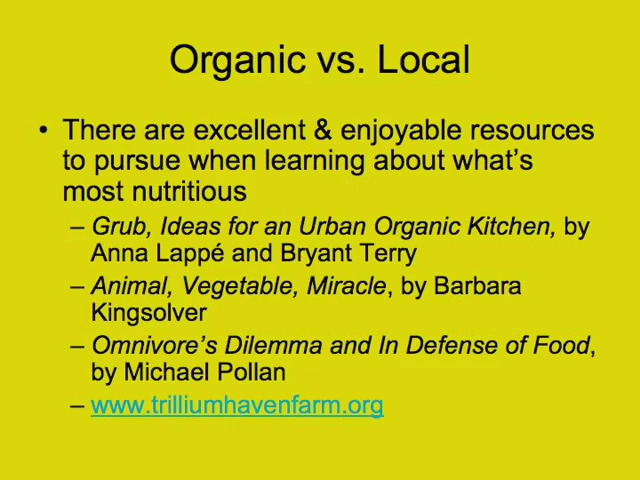 Organic vs. Local
• There are excellent & enjoyable resources
to pursue when learning about what's
most nutritious
– Grub, Ideas for an Urban Organic Kitchen, by
Anna Lappé and Bryant Terry
– Animal, Vegetable, Miracle, by Barbara
Kingsolver
– Omnivore's Dilemma and In Defense of Food,
by Michael Pollan
– www.trilliumhavenfarm.org